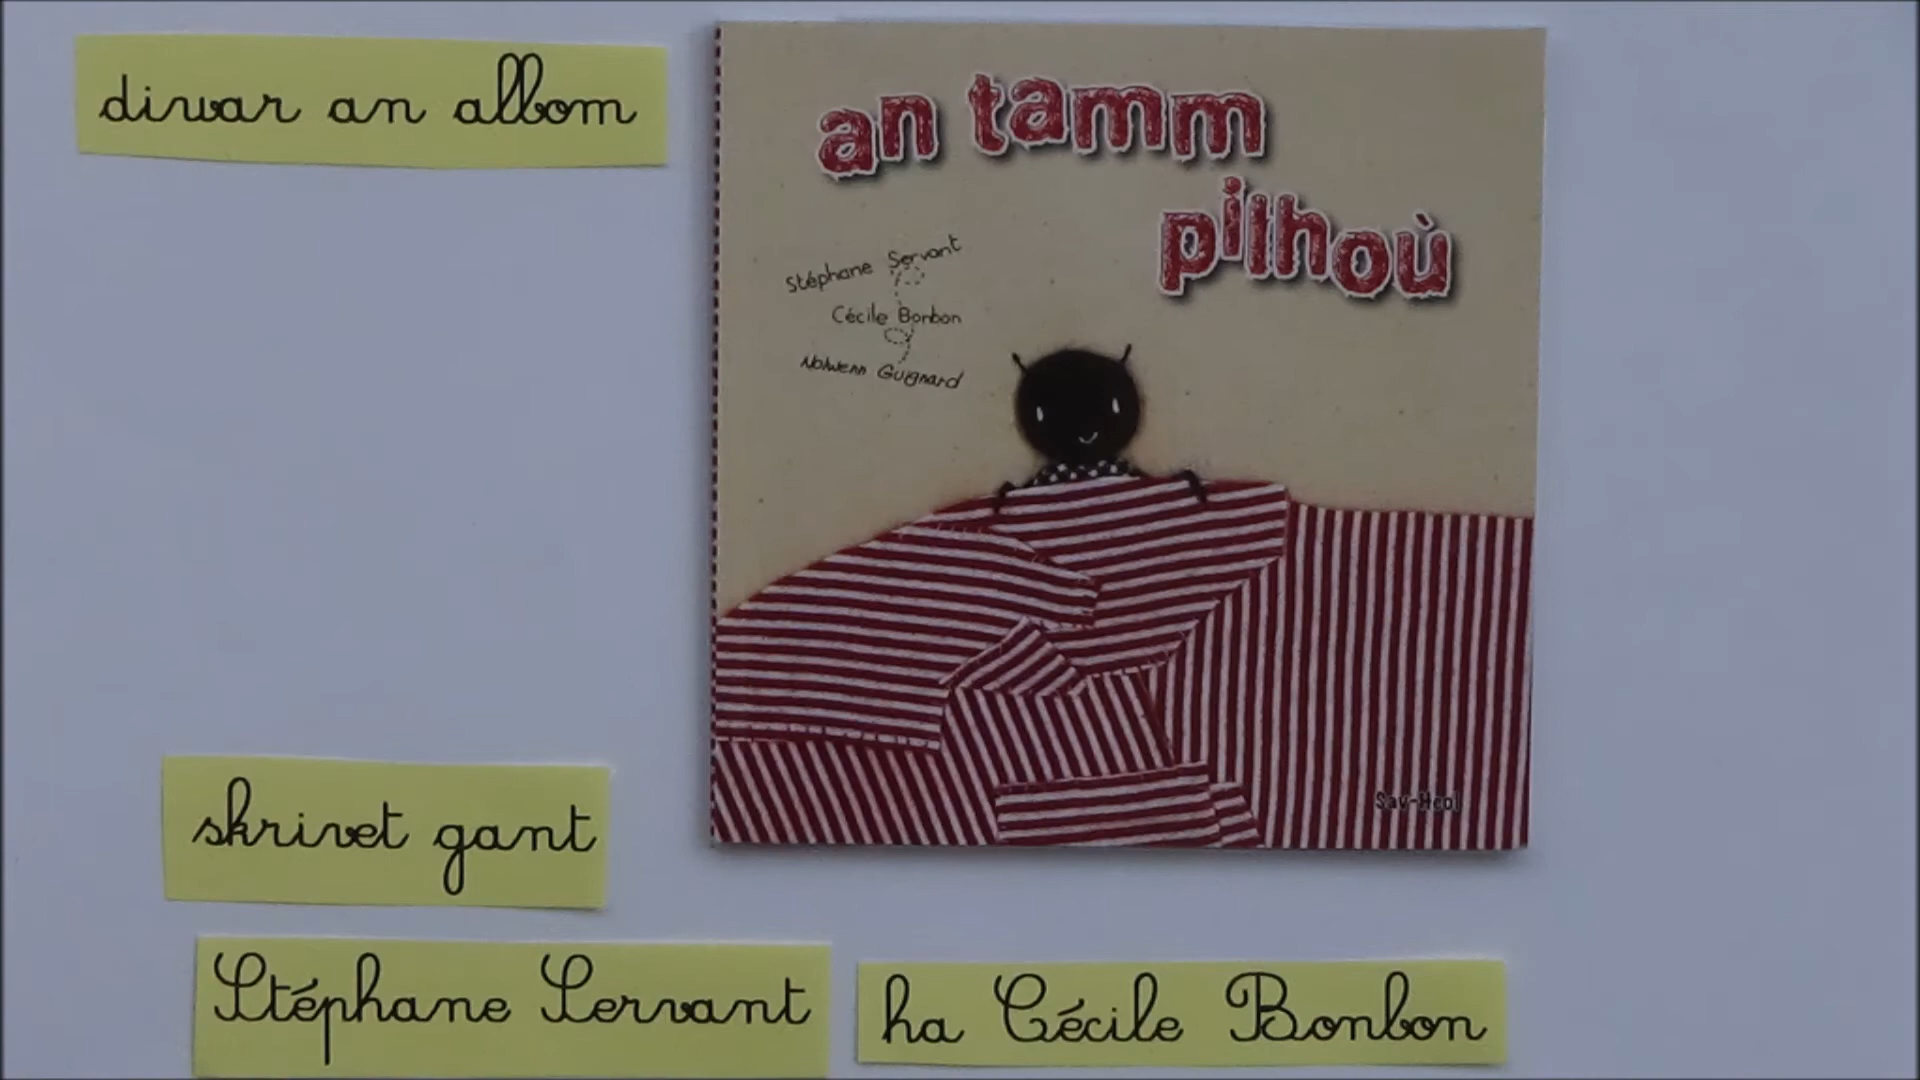 diwar an albom
an tamm
pilhoù
Stéphane Servant
Cécile Bonbon
Nolwenn Guignard
Sav-Heol
skrivet gant
Stéphane Servant
ha Cécile Bonbon